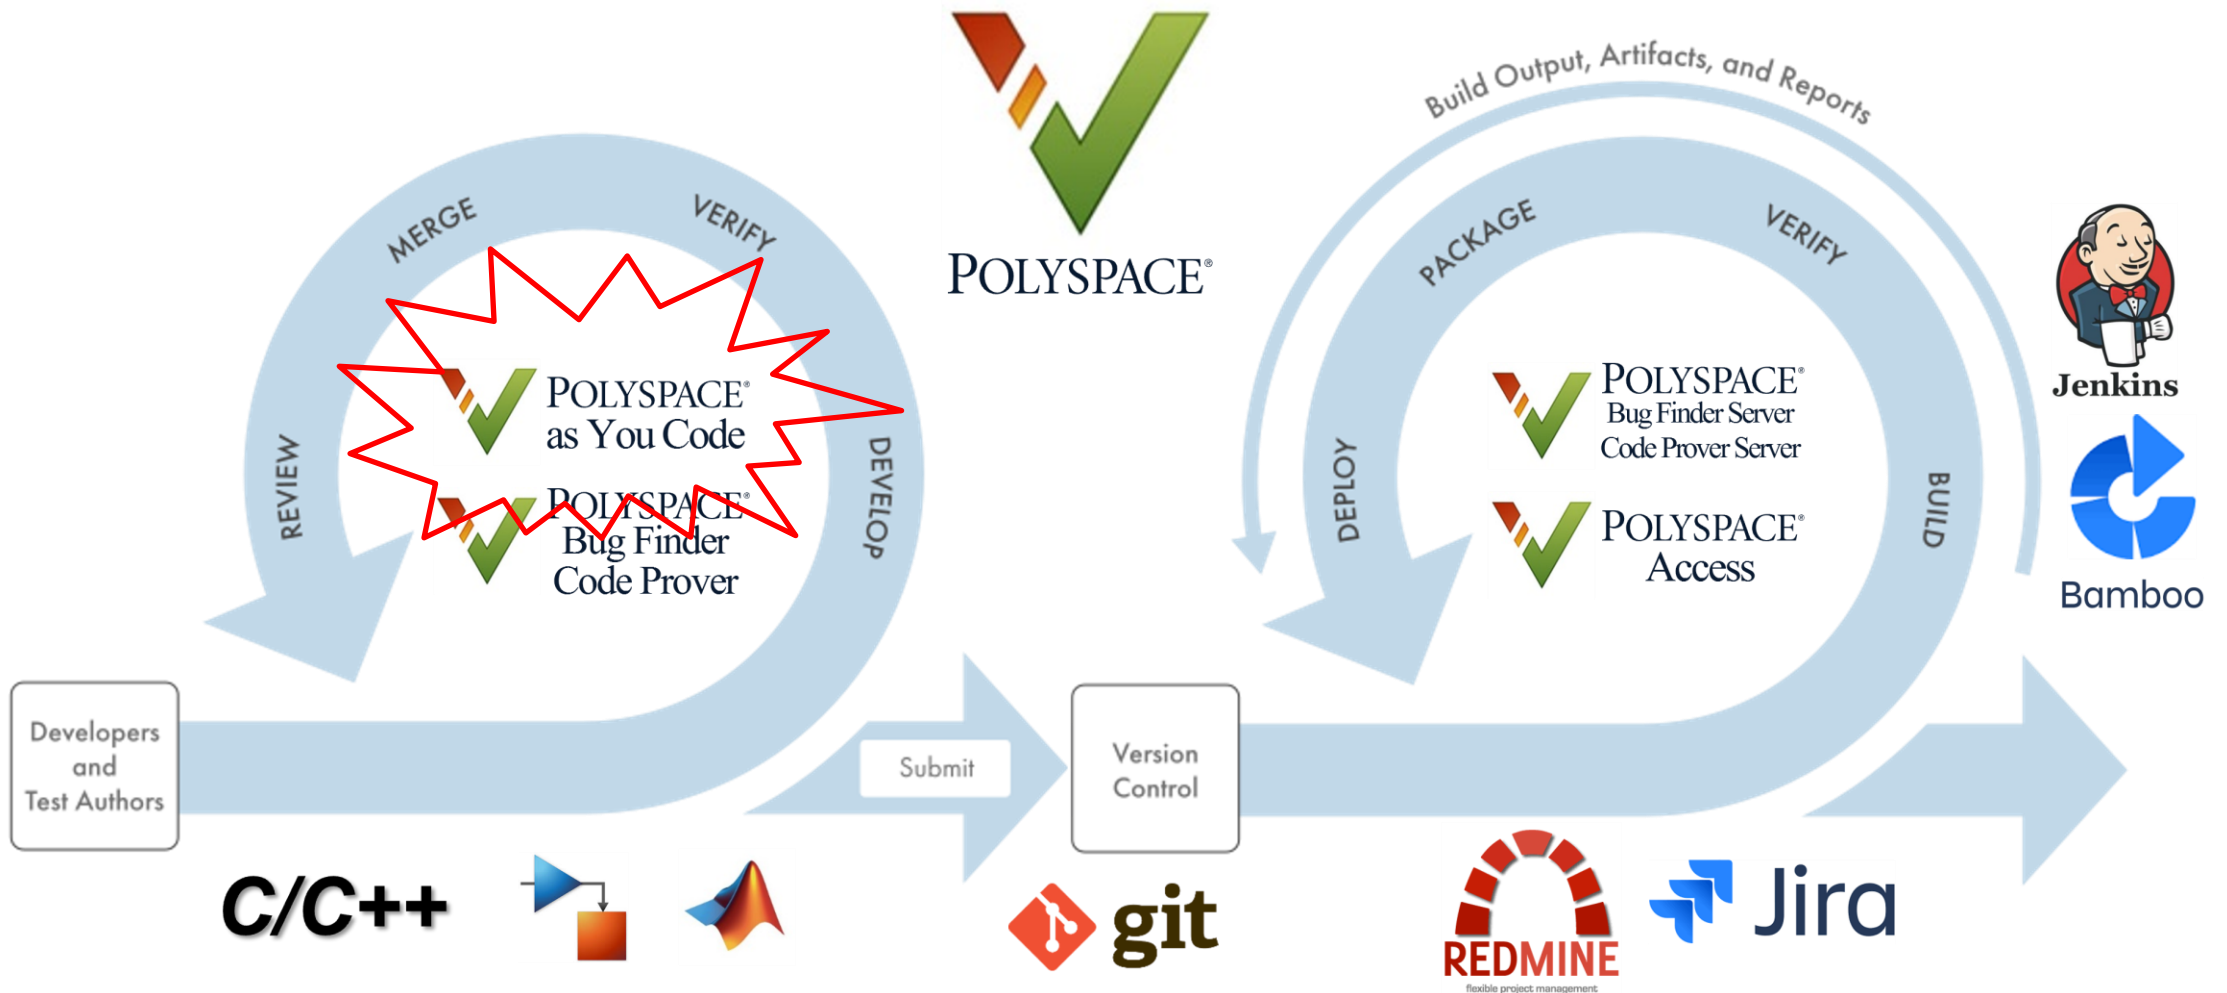 POLYSPACE®
Build Output, Artifacts, and Reports
MERGE
VERIFY
REVIEW
DEVELOP
POLYSPACE®
as You Code
POLYSPACE®
Bug Finder
Code Prover
PACKAGE
VERIFY
DEPLOY
BUILD
POLYSPACE®
Bug Finder Server
Code Prover Server
POLYSPACE®
Access
Jenkins
Bamboo
Developers
and
Test Authors
Submit
Version
Control
C/C++
git
REDMINE
flexible project management
Jira